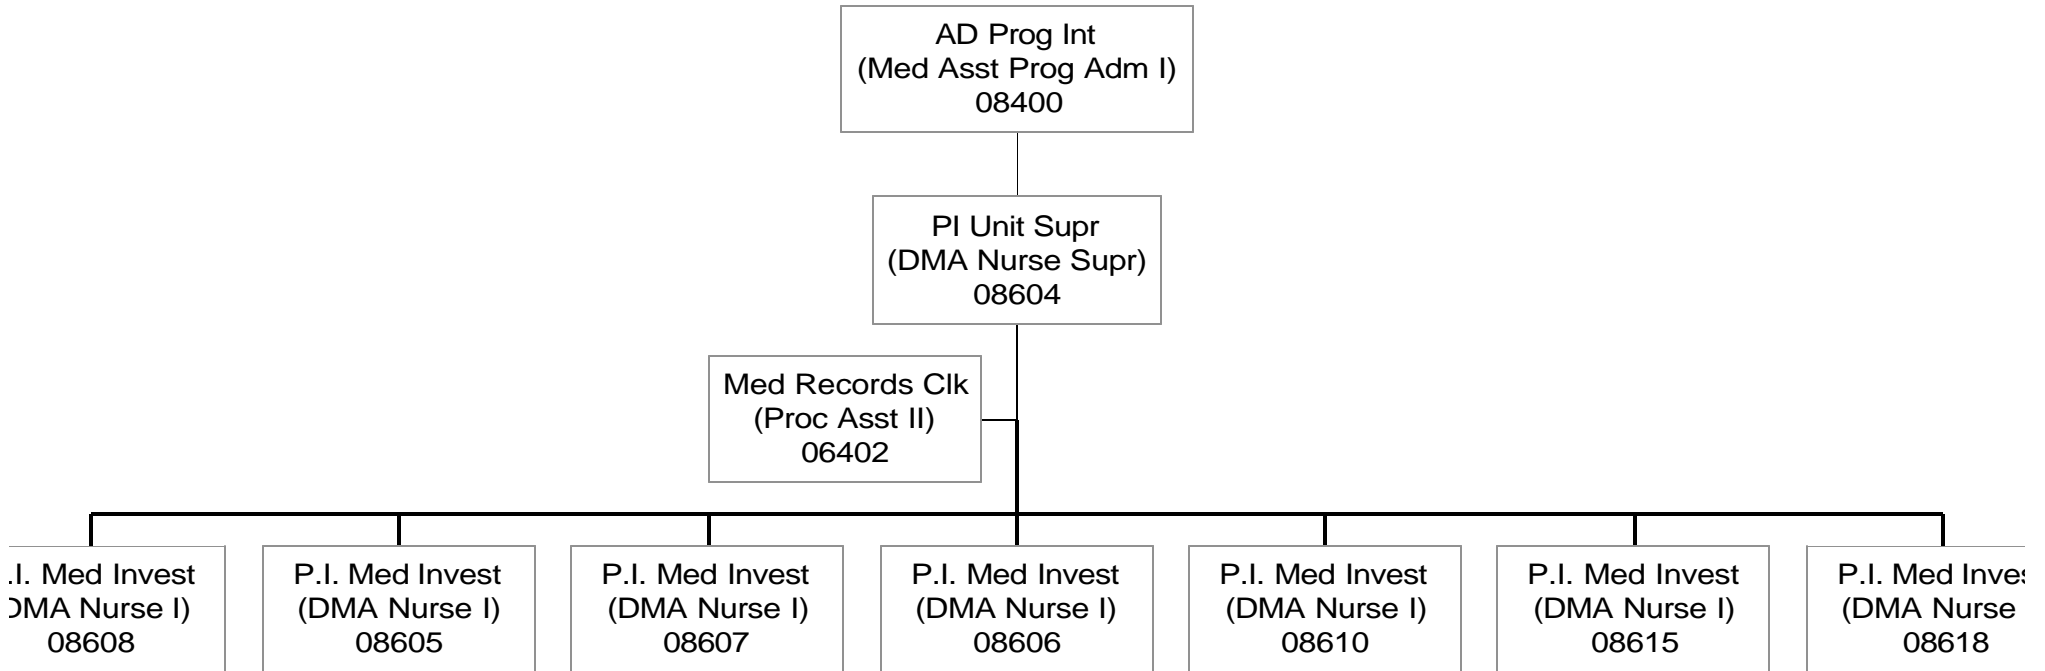 AD Prog Int
(Med Asst Prog Adm I)
08400
PI Unit Supr
(DMA Nurse Supr)
08604
Med Records Clk
(Proc Asst II)
06402
.I. Med Invest
DMA Nurse I)
08608
P.I. Med Invest
(DMA Nurse I)
08605
P.I. Med Invest
(DMA Nurse I)
08607
P.I. Med Invest
(DMA Nurse I)
08606
P.I. Med Invest
(DMA Nurse I)
08610
P.I. Med Invest
(DMA Nurse I)
08615
P.I. Med Inves
(DMA Nurse
08618